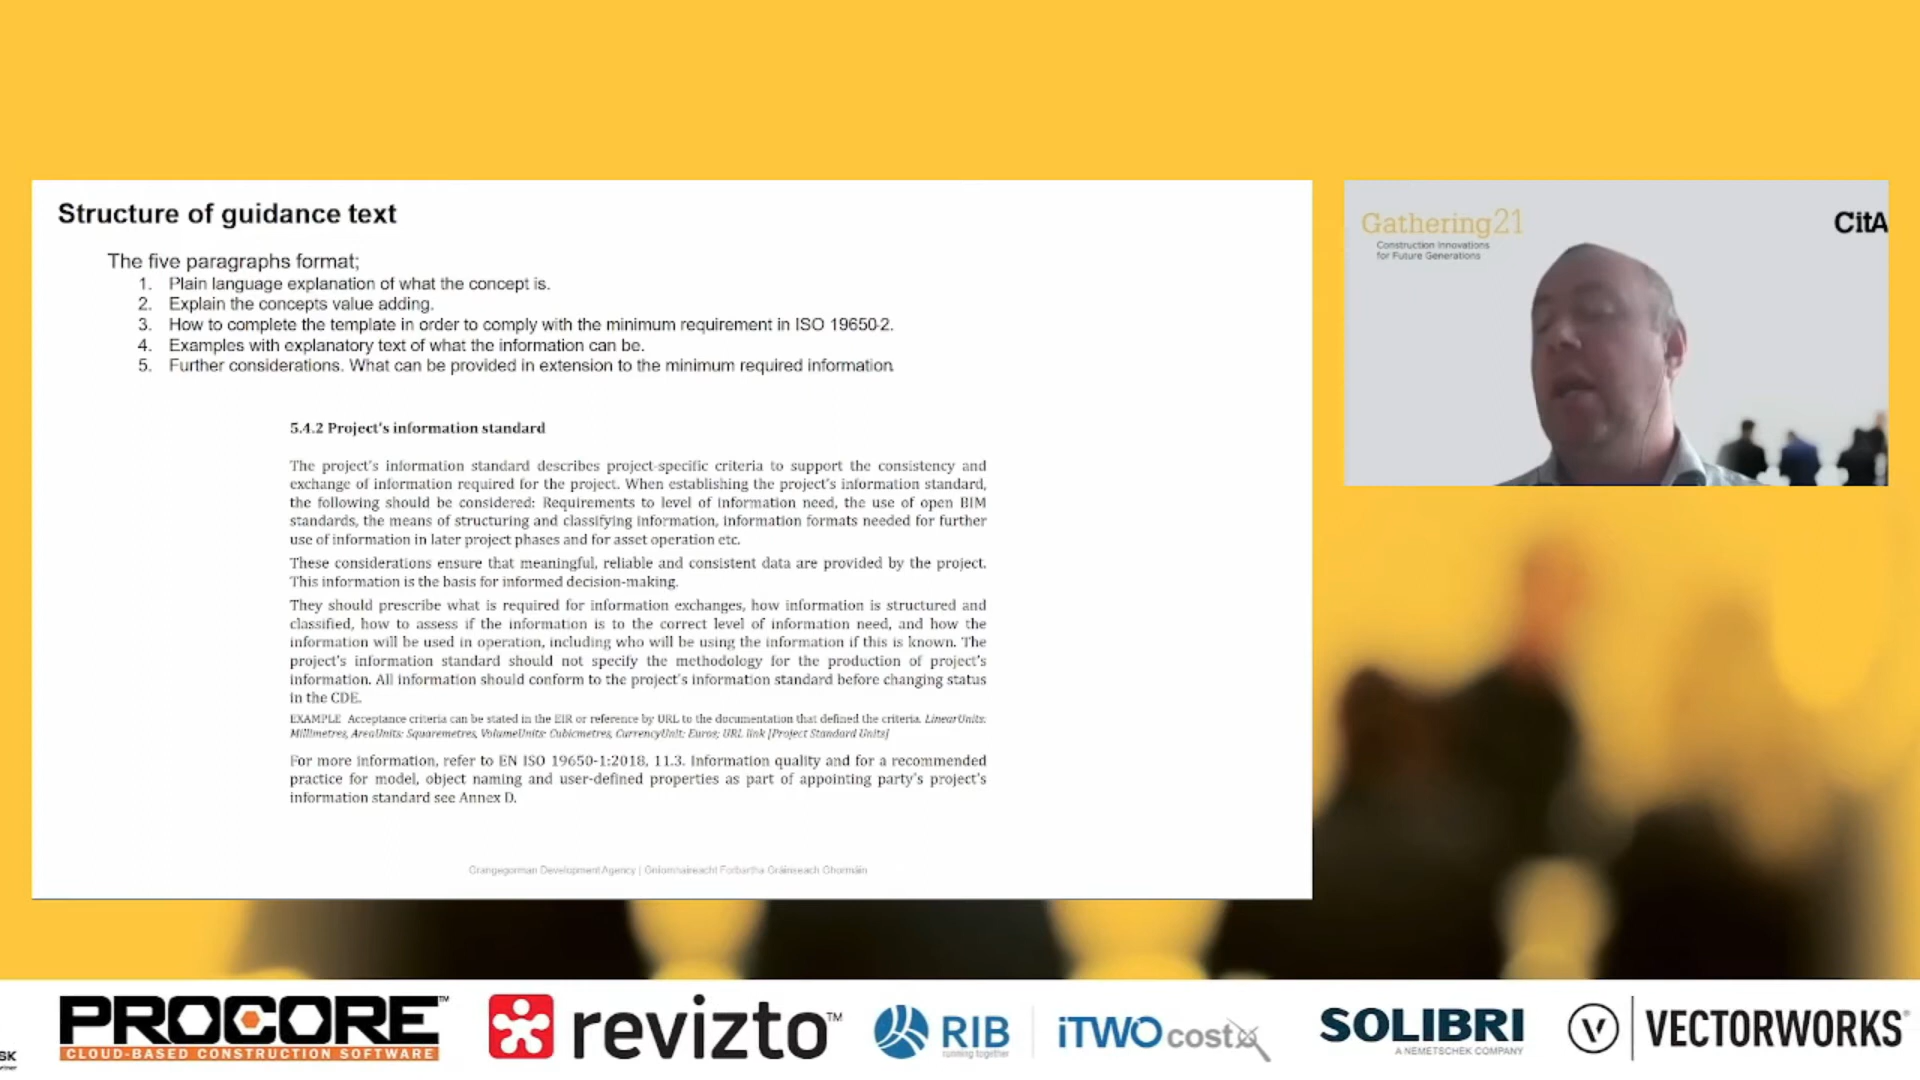 Structure of guidance text
The five paragraphs format;
1. Plain language explanation of what the concept is.
2. Explain the concepts value adding.
3. How to complete the template in order to comply with the minimum requirement in ISO 19650-2.
4. Examples with explanatory text of what the information can be.
5. Further considerations. What can be provided in extension to the minimum required information
5.4.2 Project's information standard
The project's information standard describes project-specific criteria to support the consistency and
exchange of information required for the project. When establishing the project's information standard,
the following should be considered: Requirements to level of information need, the use of open BIM
standards, the means of structuring and classifying information, information formats needed for further
use of information in later project phases and for asset operation etc.
These considerations ensure that meaningful, reliable and consistent data are provided by the project.
This information is the basis for informed decision-making.
They should prescribe what is required for information exchanges, how information is structured and
classified, how to assess if the information is to the correct level of information need, and how the
information will be used in operation, including who will be using the information if this is known. The
project's information standard should not specify the methodology for the production of project's
information. All information should conform to the project's information standard before changing status
in the CDE.
EXAMPLE Acceptance criteria can be stated in the EIR or reference by URL to the documentation that defined the criteria. LinearUnits:
Millimetres, AreaUnits: Squaremetres, VolumeUnits: Cubicmetres, CurrencyUnit: Euros; URL link [Project Standard Units]
For more information, refer to EN ISO 19650-1:2018, 11.3. Information quality and for a recommended
practice for model, object naming and user-defined properties as part of appointing party's project's
information standard see Annex D.
Grangegorman Development Agency | Gníomhaireacht Forbartha Ghráinseach Ghormáin
Gathering21
Construction Innovations
for Future Generations
CitA
SK
PROCORE™
CLOUD-BASED CONSTRUCTION SOFTWARE
revizto™
RIB
running together
iTWO costX
SOLIBRI
A NEMETSCHEK COMPANY
V VECTORWORKS®